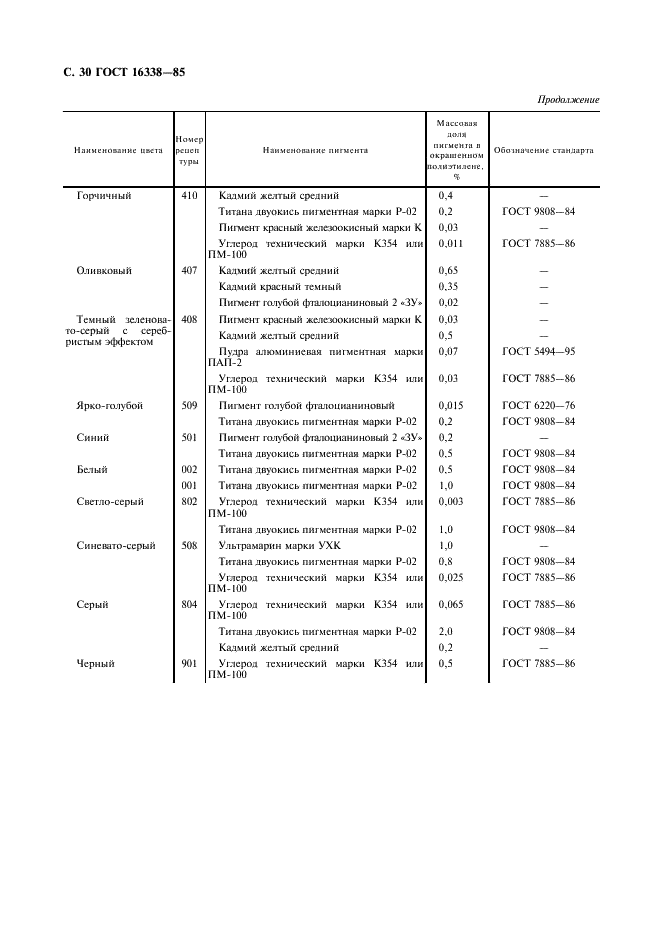 С. 30 ГОСТ 16338—85
Продолжение
Наименование цвета
Номер
рецеп
туры
Наименование пигмента
Массовая
доля
пигмента в
окрашенном
полиэтилене,
%
Обозначение стандарта
Горчичный 410 Кадмий желтый средний 0,4 —
Титана двуокись пигментная марки Р-02 0,2 ГОСТ 9808—84
Пигмент красный железоокисный марки К 0,03 —
Углерод технический марки К354 или 0,011 ГОСТ 7885—86
ПМ-100
Оливковый 407 Кадмий желтый средний 0,65 —
Кадмий красный темный 0,35 —
Пигмент голубой фталоцианиновый 2 «ЗУ» 0,02 —
Темный зеленова- 408 Пигмент красный железоокисный марки К 0,03 —
то-серый с сереб- Кадмий желтый средний 0,5 —
ристым эффектом
Пудра алюминиевая пигментная марки 0,07 ГОСТ 5494—95
ПАП-2
Углерод технический марки К354 или 0,03 ГОСТ 7885—86
ПМ-100
Ярко-голубой 509 Пигмент голубой фталоцианиновый 0,015 ГОСТ 6220—76
Титана двуокись пигментная марки Р-02 0,2 ГОСТ 9808—84
Синий 501 Пигмент голубой фталоцианиновый 2 «ЗУ» 0,2 —
Титана двуокись пигментная марки Р-02 0,5 ГОСТ 9808—84
Белый 002 Титана двуокись пигментная марки Р-02 0,5 ГОСТ 9808—84
001 Титана двуокись пигментная марки Р-02 1,0 ГОСТ 9808—84
Светло-серый 802 Углерод технический марки К354 или 0,003 ГОСТ 7885—86
ПМ-100
Титана двуокись пигментная марки Р-02 1,0 ГОСТ 9808—84
Синевато-серый 508 Ультрамарин марки УХК 1,0 —
Титана двуокись пигментная марки Р-02 0,8 ГОСТ 9808—84
Углерод технический марки К354 или 0,025 ГОСТ 7885—86
ПМ-100
Серый 804 Углерод технический марки К354 или 0,065 ГОСТ 7885—86
ПМ-100
Титана двуокись пигментная марки Р-02 2,0 ГОСТ 9808—84
Кадмий желтый средний 0,2 —
Черный 901 Углерод технический марки К354 или 0,5 ГОСТ 7885—86
ПМ-100